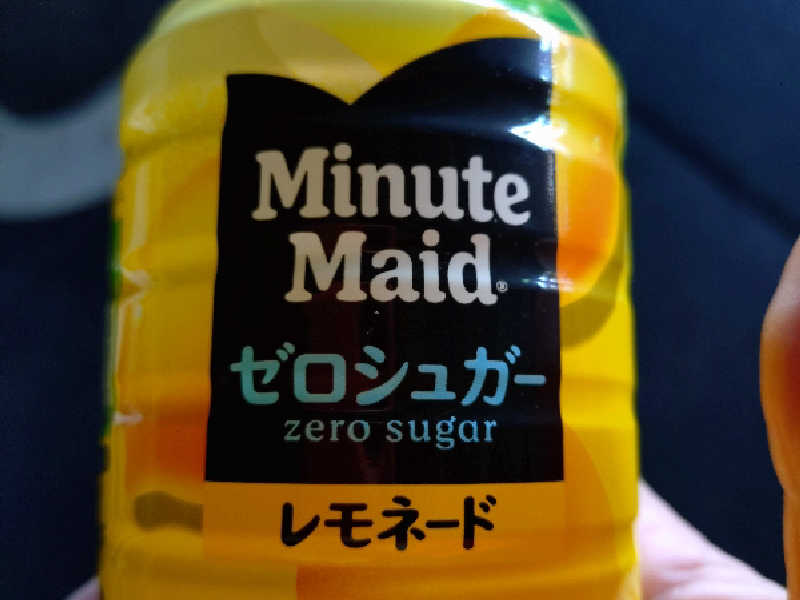 Minute
Maid®
ゼロシュガー
zero sugar
レモネード